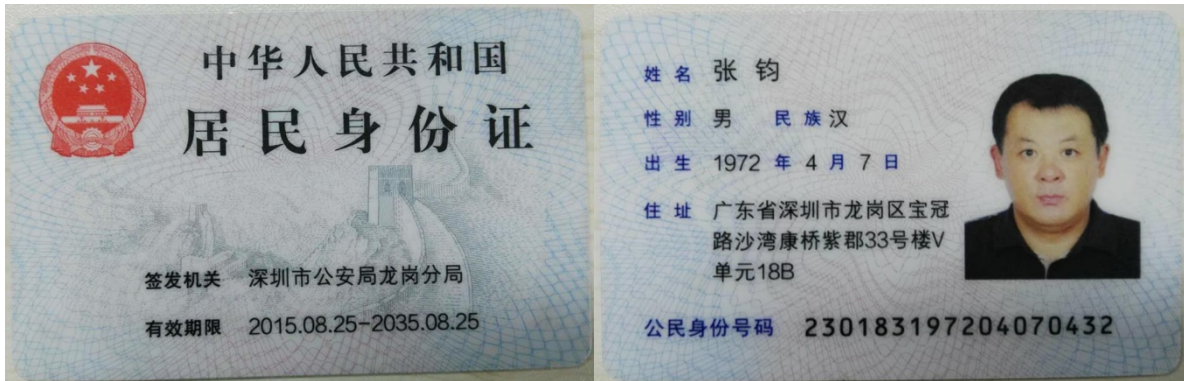 中华人民共和国
居民身份证
签发机关 深圳市公安局龙岗分局
有效期限 2015.08.25-2035.08.25
姓名 张钧
性别 男 民族 汉
出生 1972 年 4 月 7 日
住址 广东省深圳市龙岗区宝冠
路沙湾康桥紫郡33号楼V
单元18B
公民身份号码 230183197204070432